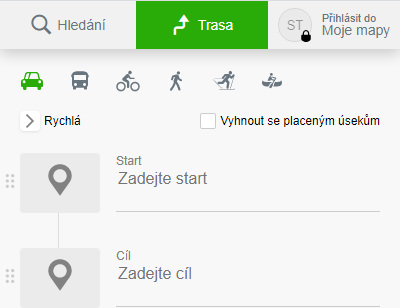 Hledání
Trasa
ST
Přihlásit do
Moje mapy
Rychlá
Vyhnout se placeným úsekům
Start
Zadejte start
Cíl
Zadejte cíl